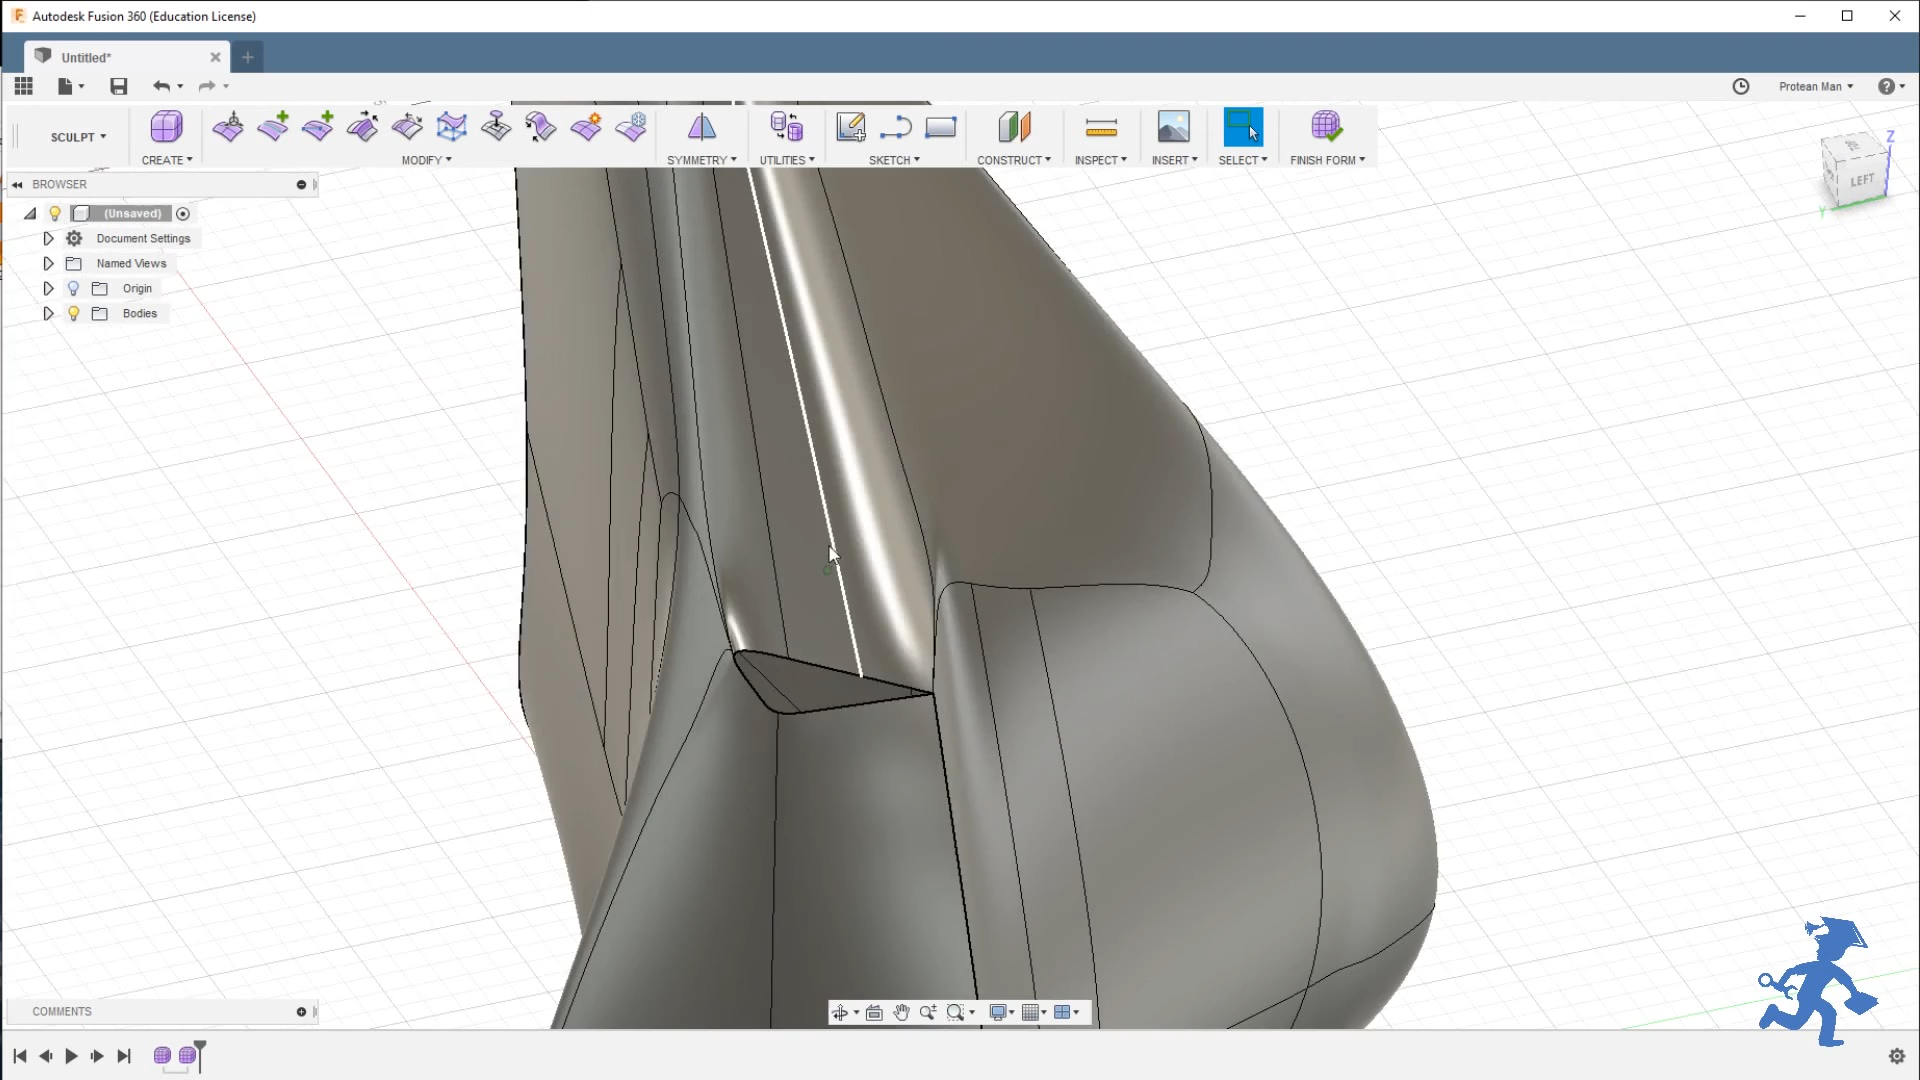 Autodesk Fusion 360 (Education License)
Untitled*
Protean Man
SCULPT
CREATE
MODIFY
SYMMETRY
UTILITIES
SKETCH
CONSTRUCT
INSPECT
INSERT
SELECT
FINISH FORM
BROWSER
(Unsaved)
Document Settings
Named Views
Origin
Bodies
Z
LEFT
Y
COMMENTS